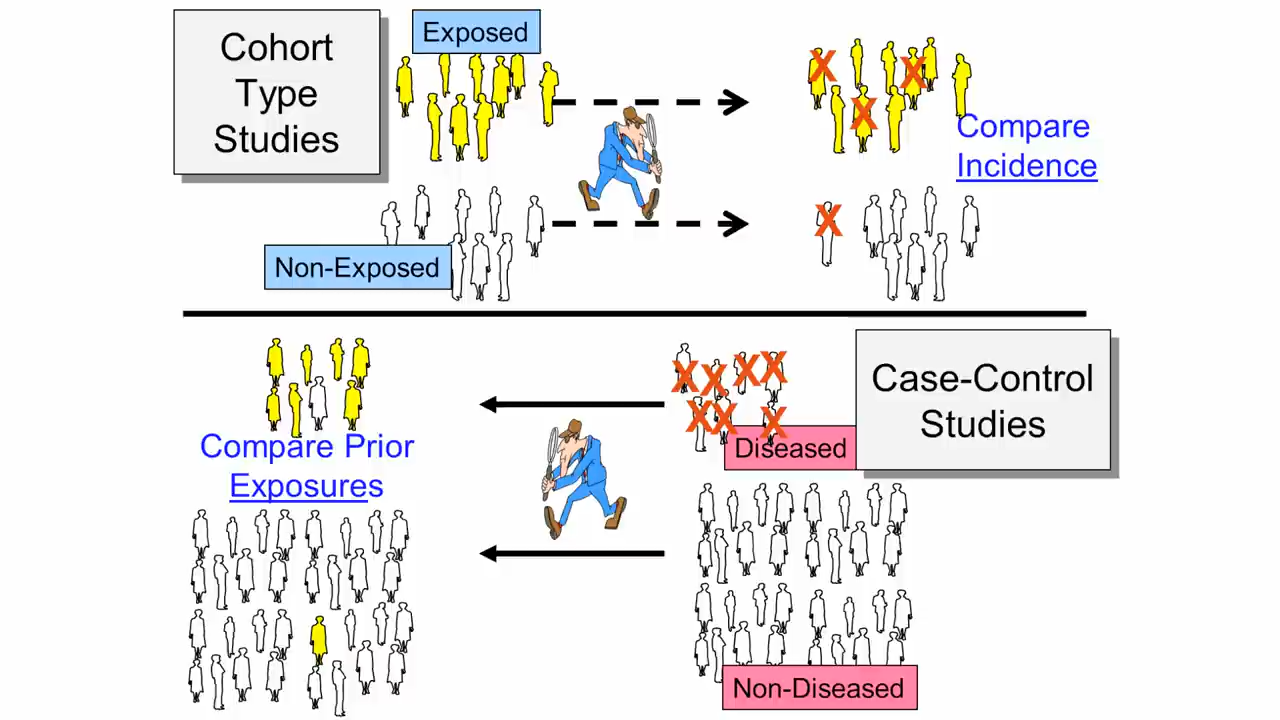 Cohort
Type
Studies
Exposed
Compare
Incidence
Non-Exposed
Case-Control
Studies
Diseased
Compare Prior
Exposures
Non-Diseased